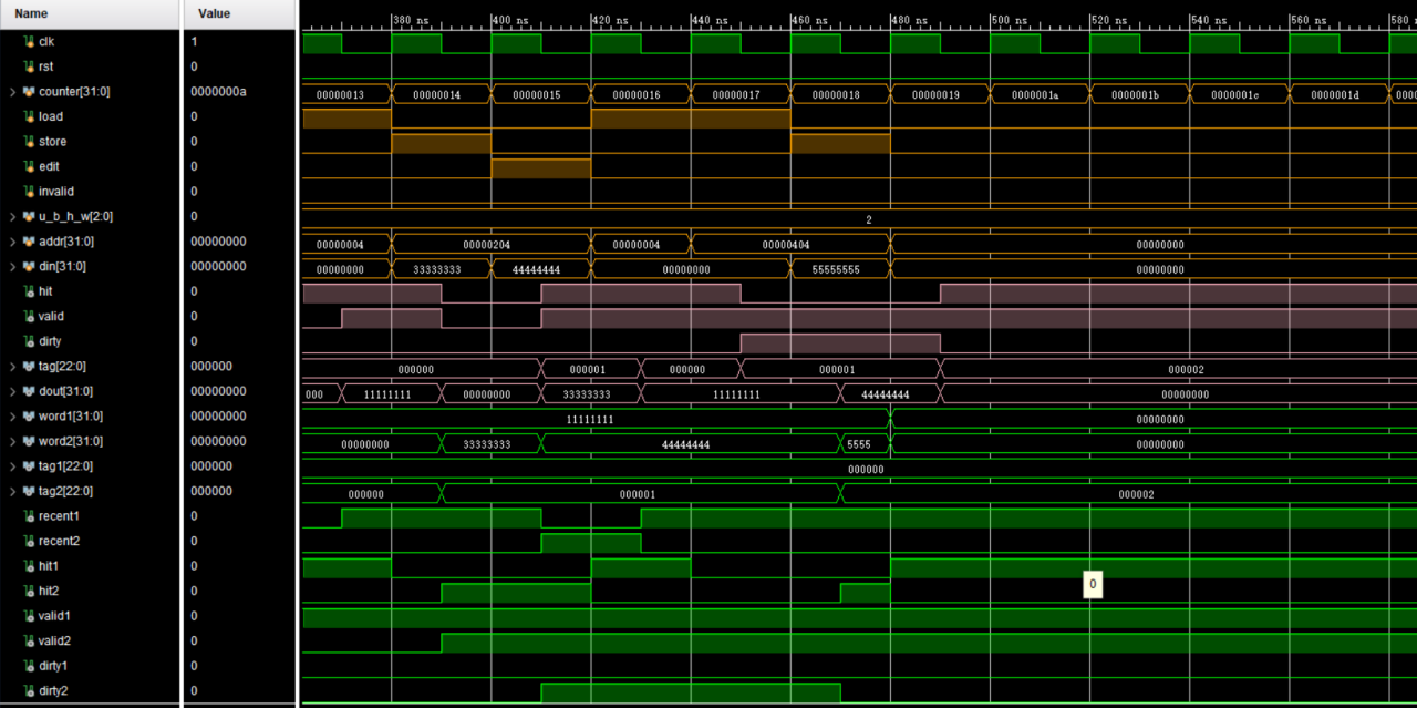 Name Value 380 ns 400 ns 420 ns 440 ns 460 ns 480 ns 500 ns 520 ns 540 ns 560 ns 580
clk 1
rst 0
counter[31:0] 0000000a 00000013 00000014 00000015 00000016 00000017 00000018 00000019 0000001a 0000001b 0000001c 0000001d 0000
load 0
store 0
edit 0
invalid 0
u_b_h_w[2:0] 0 2
addr[31:0] 00000000 00000004 00000204 00000004 00000404 00000000
din[31:0] 00000000 00000000 33333333 44444444 00000000 55555555 00000000
hit 0
valid 0
dirty 0
tag[22:0] 000000 000000 000001 000000 000001 000002
dout[31:0] 00000000 000 11111111 00000000 33333333 11111111 44444444 00000000
word1[31:0] 00000000 11111111 00000000
word2[31:0] 00000000 00000000 33333333 44444444 5555 00000000
tag1[22:0] 000000 000000
tag2[22:0] 000000 000000 000001 000002
recent1 0
recent2 0
hit1 0
hit2 0 0
valid1 0
valid2 0
dirty1 0
dirty2 0